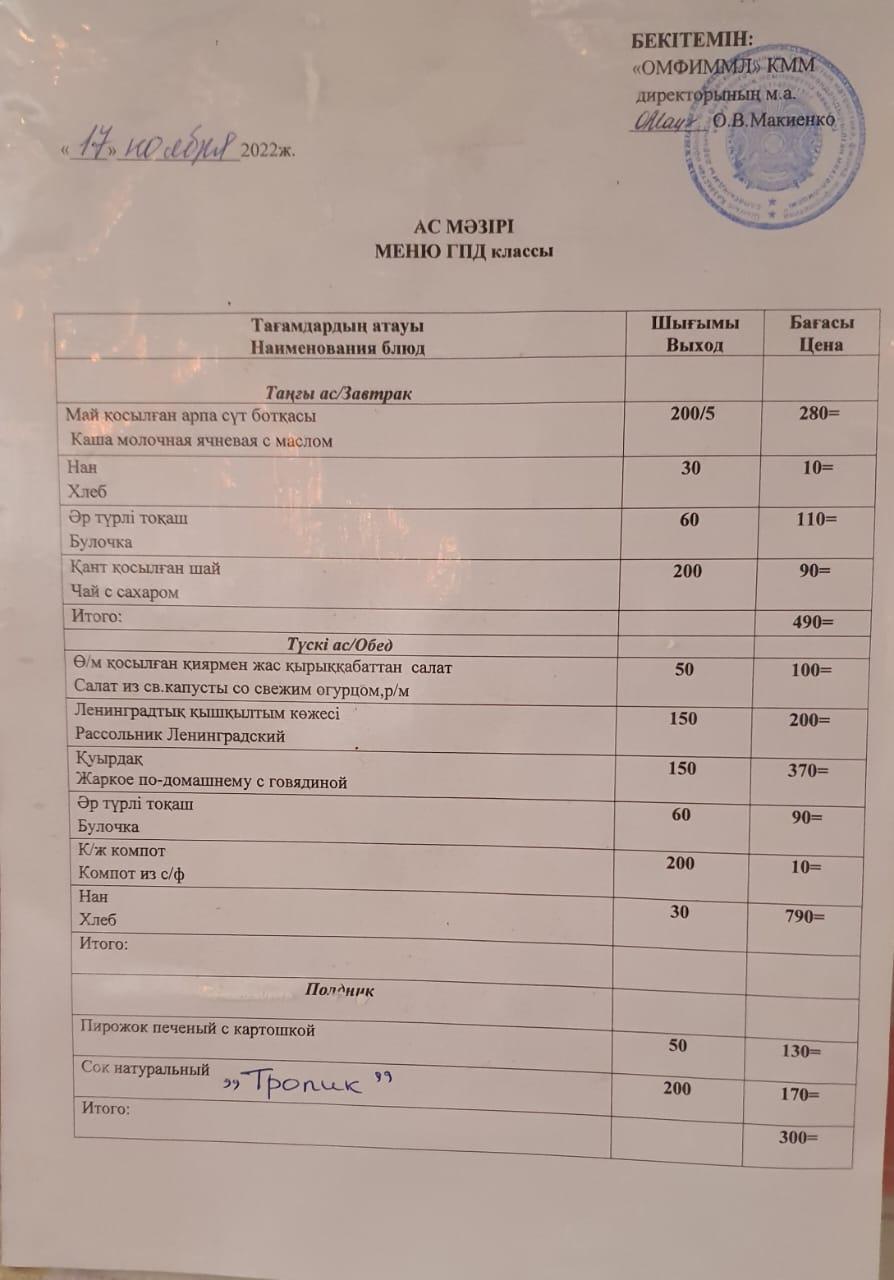 БЕКІТЕМІН:
«ОМФИММЛ» КММ
директорының м.а.
О.В.Макиенко
«17» ноября 2022ж.
АС МӘЗІРІ
МЕНЮ ГПД классы
Тағамдардың атауы
Наименования блюд
Шығымы
Выход
Бағасы
Цена
Таңғы ас/Завтрак
Май қосылған арпа сүт ботқасы
Каша молочная ячневая с маслом
200/5
280=
Нан
Хлеб
30
10=
Әр түрлі тоқаш
Булочка
60
110=
Қант қосылған шай
Чай с сахаром
200
90=
Итого:
490=
Түскі ас/Обед
Ө/м қосылған қиярмен жас қырыққабаттан салат
Салат из св.капусты со свежим огурцом,р/м
50
100=
Ленинградтық қышқылтым көжесі
Рассольник Ленинградский
150
200=
Қуырдақ
Жаркое по-домашнему с говядиной
150
370=
Әр түрлі тоқаш
Булочка
60
90=
К/ж компот
Компот из с/ф
200
10=
Нан
Хлеб
30
790=
Итого:
Полдник
Пирожок печеный с картошкой
50
130=
Сок натуральный „Тропик”
200
170=
Итого:
300=